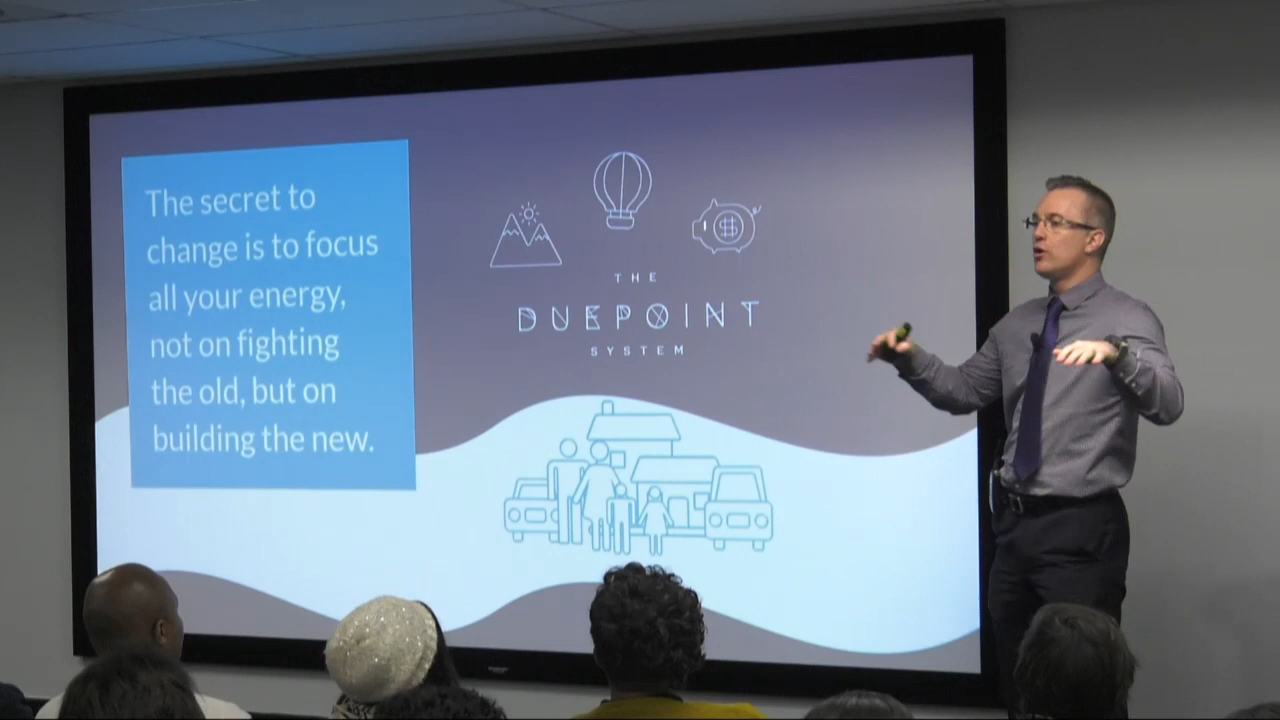 The secret to
change is to focus
all your energy,
not on fighting
the old, but on
building the new.
THE
DUEPOINT
SYSTEM